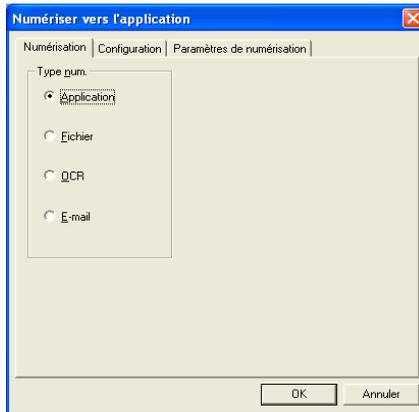 Numériser vers l'application
Numérisation Configuration Paramètres de numérisation
Type num.
Application
Fichier
OCR
E-mail
OK Annuler